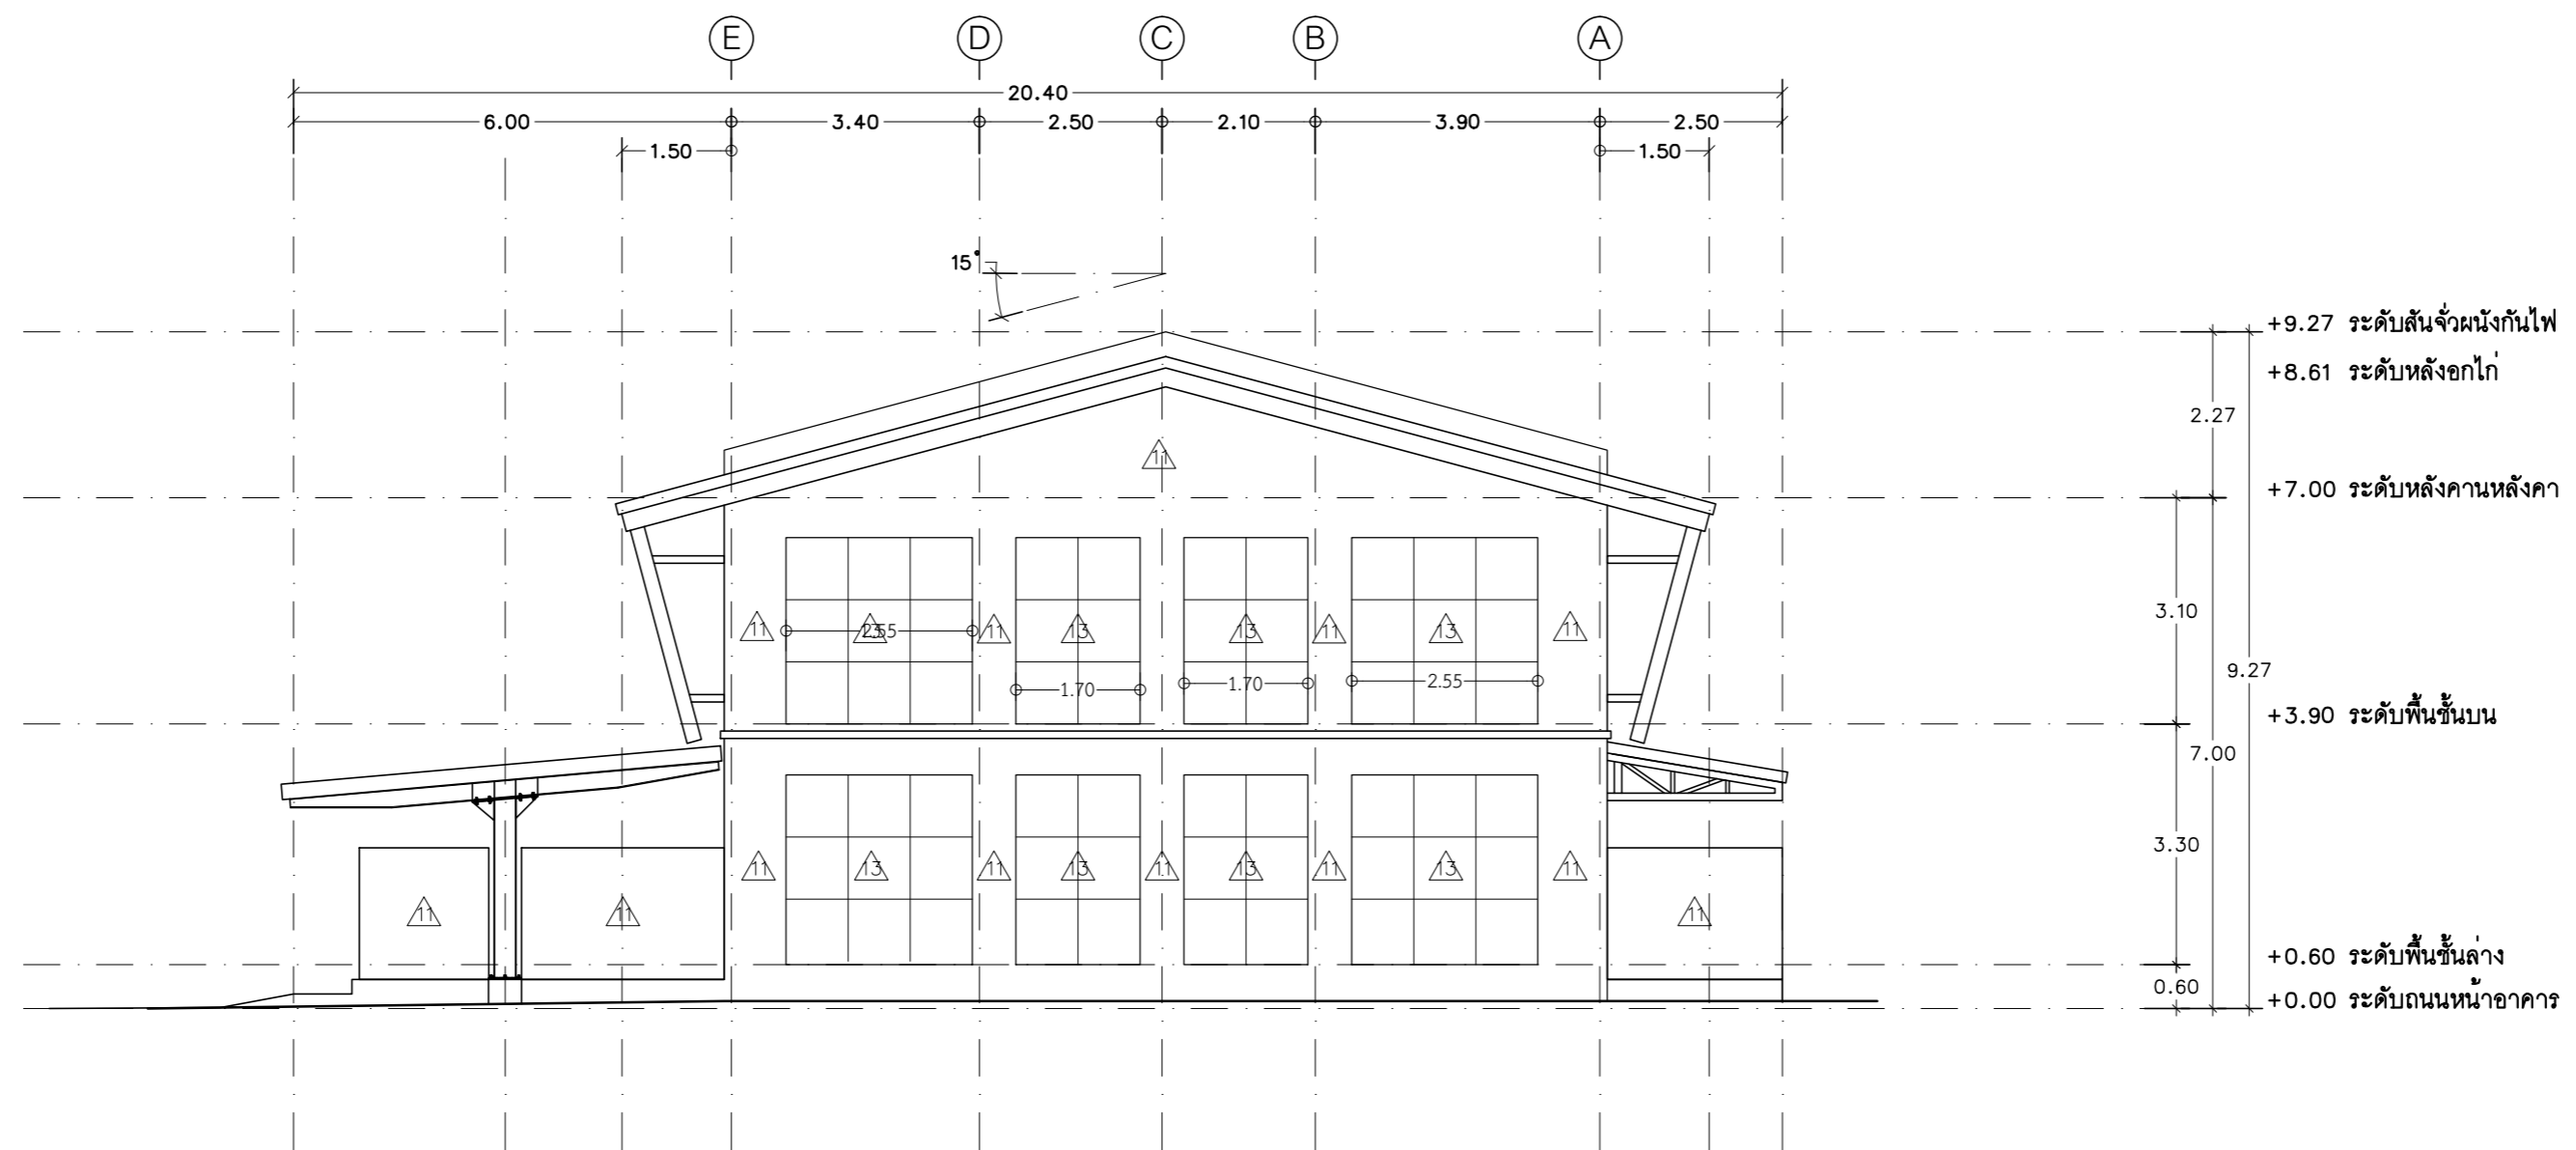 E D C B A
20.40
6.00 3.40 2.50 2.10 3.90 2.50
1.50 1.50
15°
+9.27 ระดับสันจั่วผนังกันไฟ
+8.61 ระดับหลังอกไก่
2.27
11
+7.00 ระดับหลังคานหลังคา
3.10
11 2.55 11 13 13 11 13 11
9.27
1.70 1.70 2.55
+3.90 ระดับพื้นชั้นบน
7.00
3.30
11 13 11 13 11 13 11 13 11
11 11 11
+0.60 ระดับพื้นชั้นล่าง
0.60
+0.00 ระดับถนนหน้าอาคาร